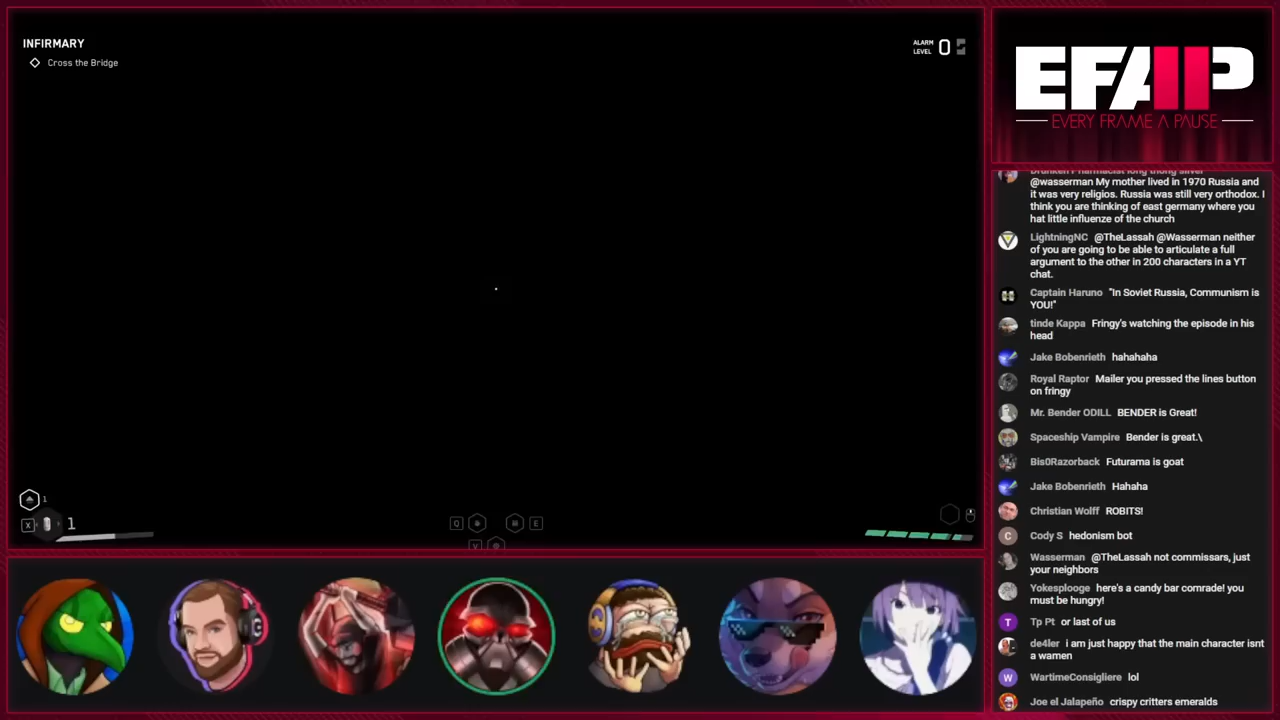 INFIRMARY
Cross the Bridge
ALARM LEVEL 0
1
X 1
Q E
V
EFAP
EVERY FRAME A PAUSE
Drunken Pharmacist long thong silver
@wasserman My mother lived in 1970 Russia and
it was very religios. Russia was still very orthodox. I
think you are thinking of east germany where you
hat little influenze of the church
LightningNC @TheLassah @Wasserman neither
of you are going to be able to articulate a full
argument to the other in 200 characters in a YT
chat.
Captain Haruno "In Soviet Russia, Communism is
YOU!"
tinde Kappa Fringy's watching the episode in his
head
Jake Bobenrieth hahahaha
Royal Raptor Mailer you pressed the lines button
on fringy
Mr. Bender ODILL BENDER is Great!
Spaceship Vampire Bender is great.\
Bis0Razorback Futurama is goat
Jake Bobenrieth Hahaha
Christian Wolff ROBITS!
C Cody S hedonism bot
Wasserman @TheLassah not commissars, just
your neighbors
Yokesplooge here's a candy bar comrade! you
must be hungry!
T Tp Pt or last of us
de4ler i am just happy that the main character isnt
a wamen
W WartimeConsigliere lol
Joe el Jalapeño crispy critters emeralds